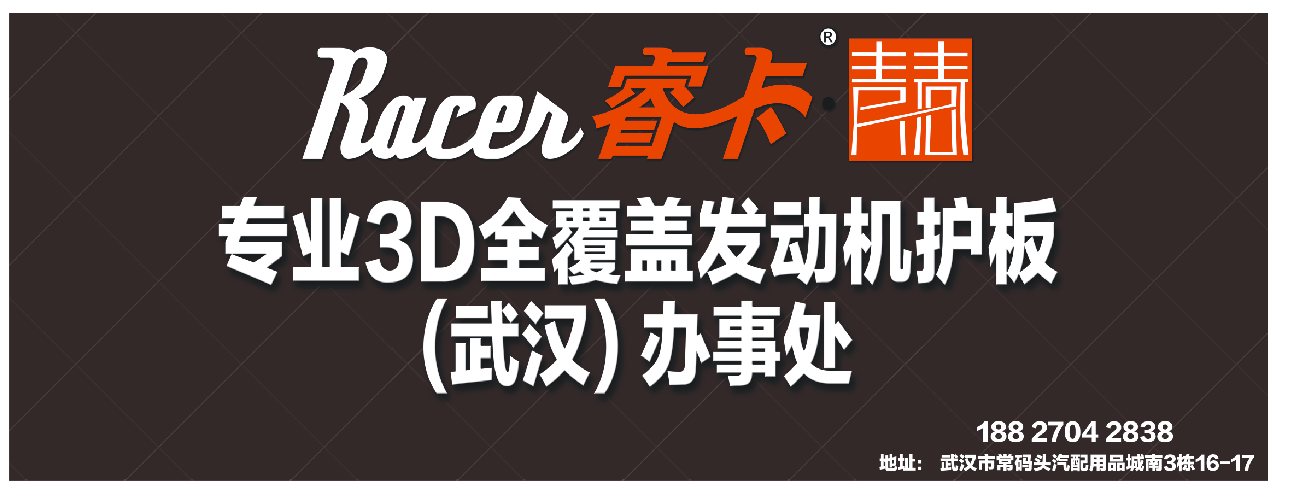 Racer睿卡®
专业3D全覆盖发动机护板
(武汉)办事处
188 2704 2838
地址: 武汉市常码头汽配用品城南3栋16-17